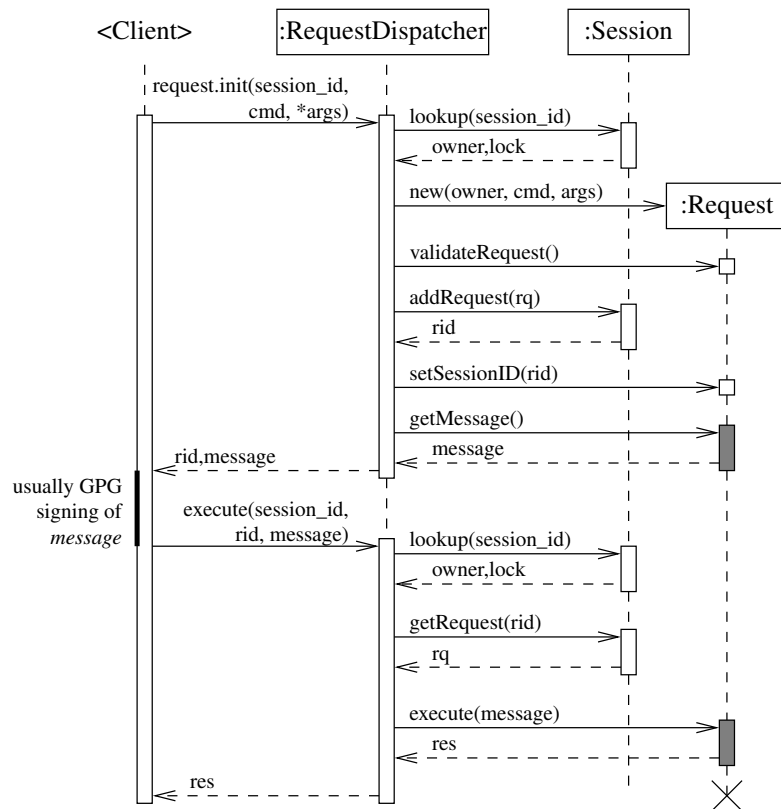 <Client>
:RequestDispatcher
:Session
request.init(session_id,
cmd, *args)
lookup(session_id)
owner,lock
new(owner, cmd, args)
:Request
validateRequest()
addRequest(rq)
rid
setSessionID(rid)
getMessage()
message
rid,message
usually GPG
signing of
message
execute(session_id,
rid, message)
lookup(session_id)
owner,lock
getRequest(rid)
rq
execute(message)
res
res